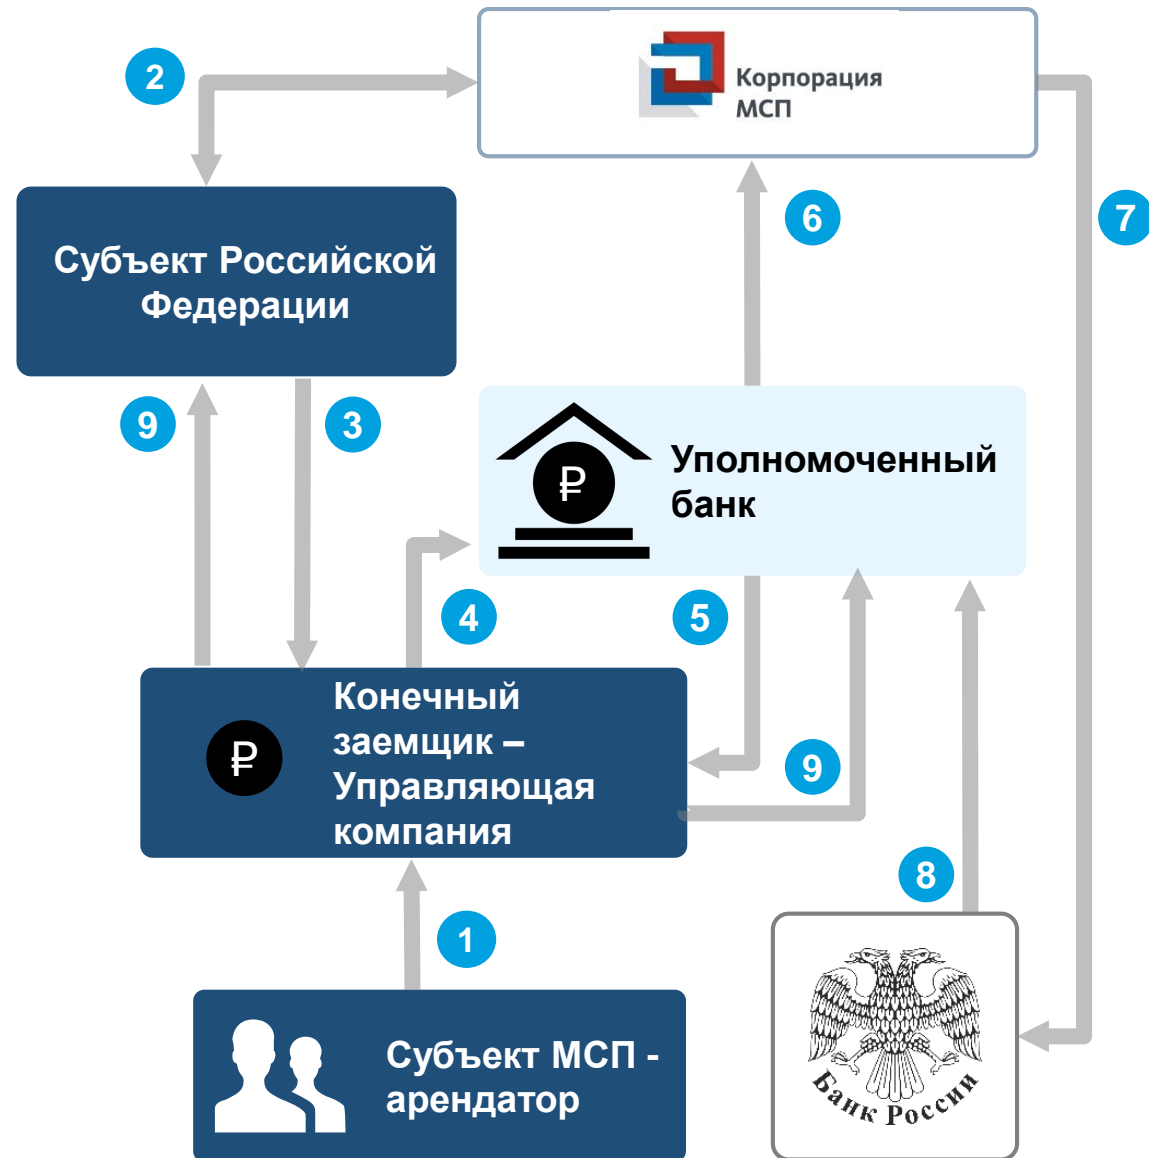 Корпорация
МСП
2
6
7
Субъект Российской
Федерации
9
3
₽
Уполномоченный
банк
4
5
₽
Конечный
заемщик –
Управляющая
компания
9
8
1
Субъект МСП -
арендатор
Банк России